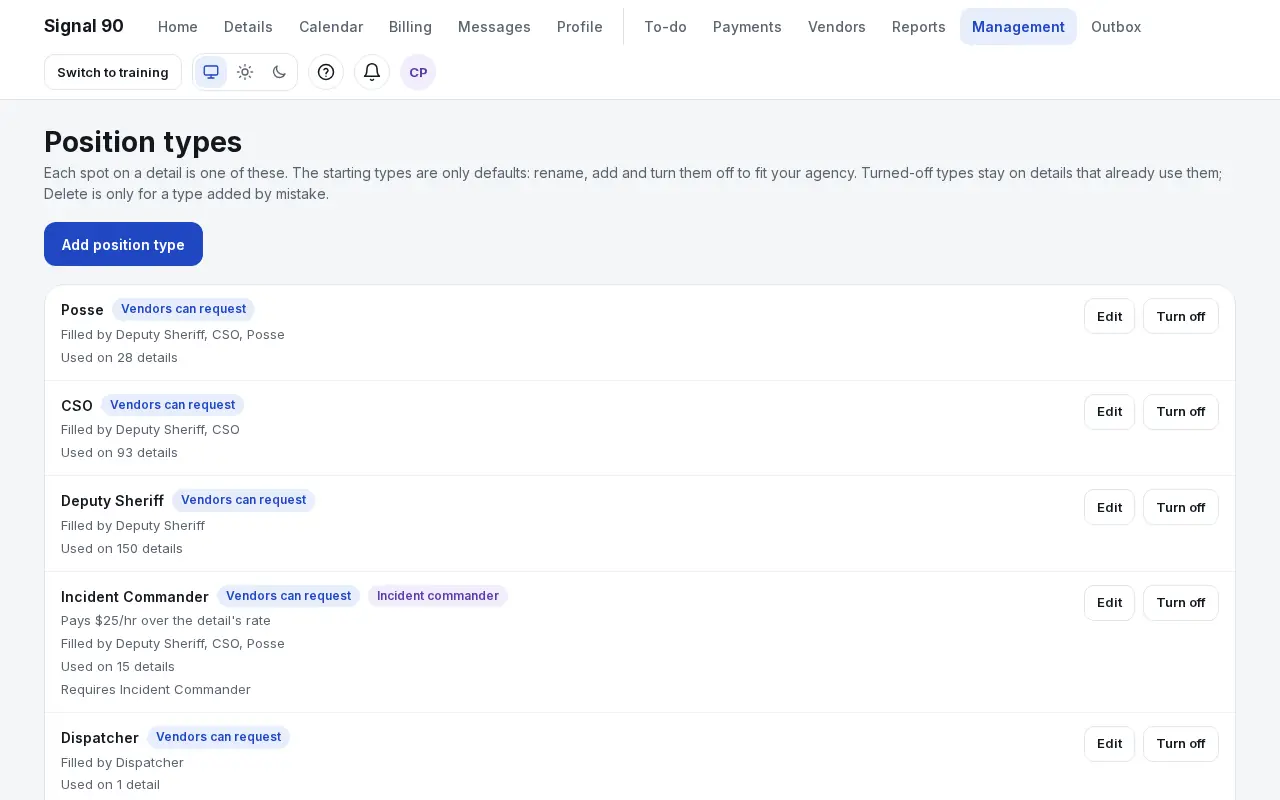 Signal 90
Home
Details
Calendar
Billing
Messages
Profile
To-do
Payments
Vendors
Reports
Management
Outbox
Switch to training
CP
Position types
Each spot on a detail is one of these. The starting types are only defaults: rename, add and turn them off to fit your agency. Turned-off types stay on details that already use them;
Delete is only for a type added by mistake.
Add position type
Posse Vendors can request
Edit Turn off
Filled by Deputy Sheriff, CSO, Posse
Used on 28 details
CSO Vendors can request
Edit Turn off
Filled by Deputy Sheriff, CSO
Used on 93 details
Deputy Sheriff Vendors can request
Edit Turn off
Filled by Deputy Sheriff
Used on 150 details
Incident Commander Vendors can request Incident commander
Edit Turn off
Pays $25/hr over the detail's rate
Filled by Deputy Sheriff, CSO, Posse
Used on 15 details
Requires Incident Commander
Dispatcher Vendors can request
Edit Turn off
Filled by Dispatcher
Used on 1 detail